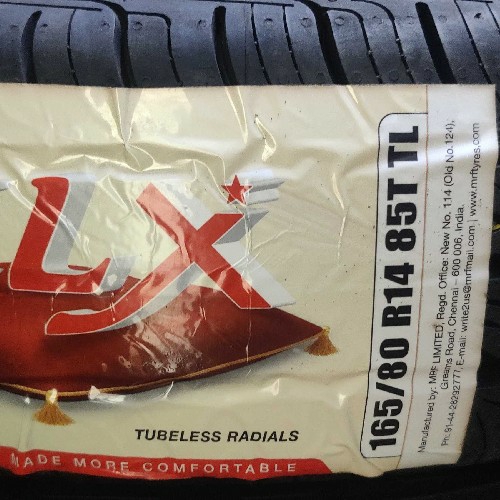 LX
TUBELESS RADIALS
MADE MORE COMFORTABLE
165/80 R14 85T TL
Manufactured by: MRF LIMITED, Regd. Office: New No. 114 (Old No.124),
Greams Road, Chennai – 600 006, India.
Ph: 91-44-28292777, E-mail: write2us@mrfmail.com | www.mrftyres.com